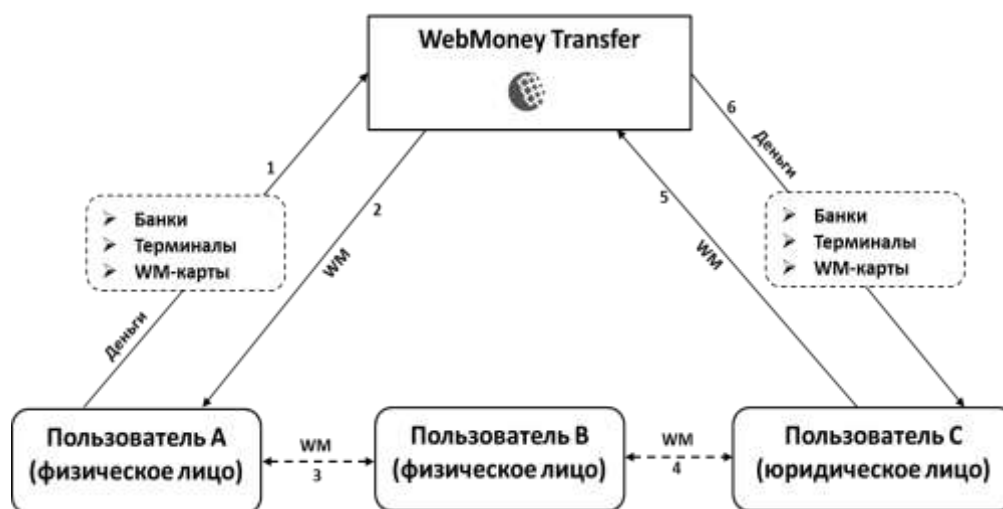 WebMoney Transfer
1
2
5
6
Деньги
➢ Банки
➢ Терминалы
➢ WM-карты
WM
Деньги
WM
➢ Банки
➢ Терминалы
➢ WM-карты
Пользователь A
(физическое лицо)
WM
3
Пользователь B
(физическое лицо)
WM
4
Пользователь C
(юридическое лицо)